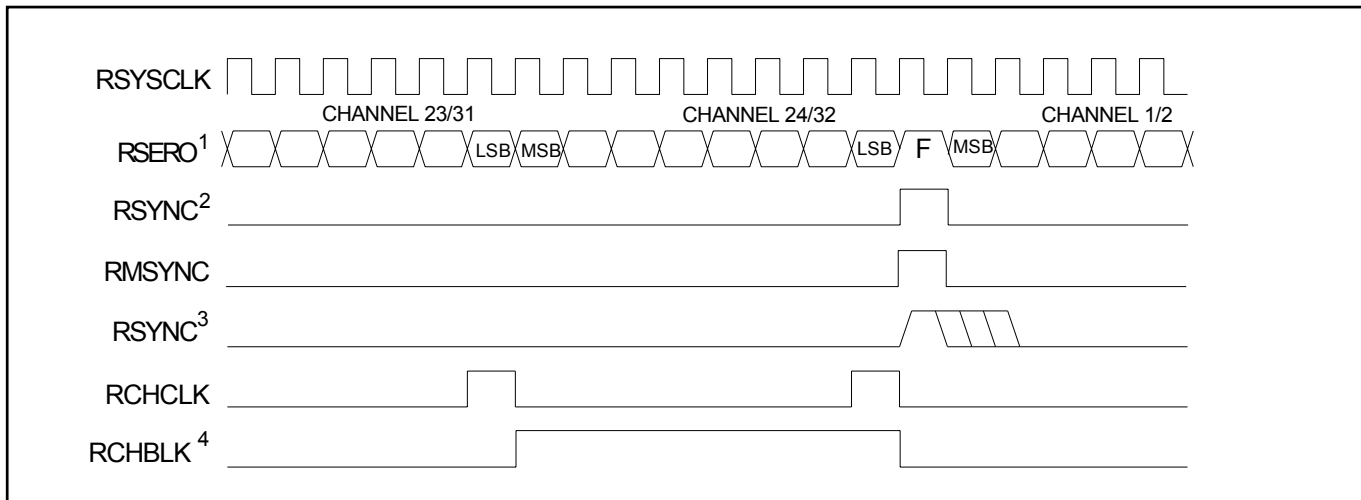 RSYSCLK
CHANNEL 23/31 CHANNEL 24/32 CHANNEL 1/2
RSERO1 LSB MSB LSB F MSB
RSYNC2
RMSYNC
RSYNC3
RCHCLK
RCHBLK 4